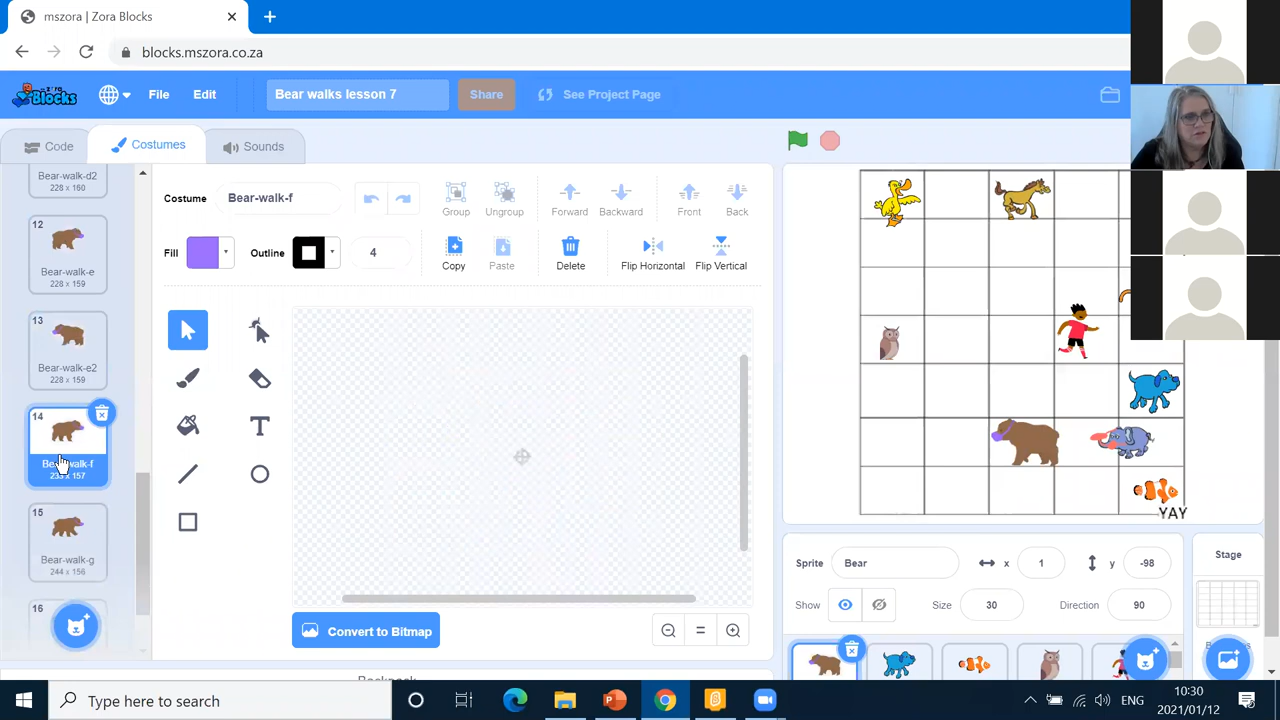 mszora | Zora Blocks
blocks.mszora.co.za
ZORA Blocks
File
Edit
Bear walks lesson 7
Share
See Project Page
Code
Costumes
Sounds
Bear-walk-d2
228 x 160
12
Bear-walk-e
228 x 159
13
Bear-walk-e2
228 x 159
14
Bear-walk-f
233 x 157
15
Bear-walk-g
244 x 156
16
Costume
Bear-walk-f
Group
Ungroup
Forward
Backward
Front
Back
Fill
Outline
4
Copy
Paste
Delete
Flip Horizontal
Flip Vertical
T
Convert to Bitmap
YAY
Sprite
Bear
x
1
y
-98
Show
Size
30
Direction
90
Stage
Backpack
Type here to search
ENG
10:30
2021/01/12